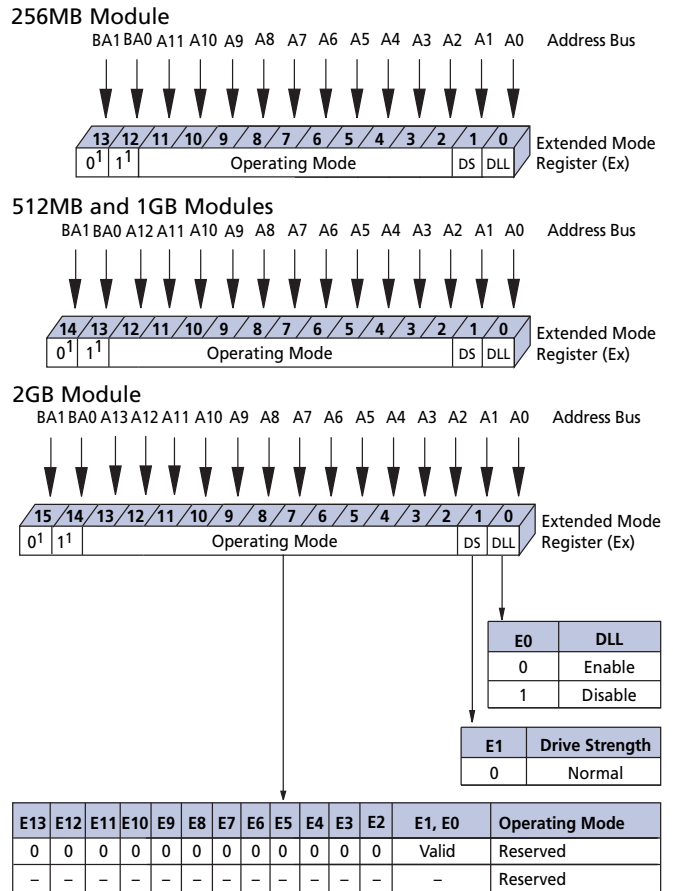 256MB Module
BA1 BA0 A11 A10 A9 A8 A7 A6 A5 A4 A3 A2 A1 A0 Address Bus
13 12 11 10 9 8 7 6 5 4 3 2 1 0 Extended Mode
0¹ 1¹ Operating Mode DS DLL Register (Ex)
512MB and 1GB Modules
BA1 BA0 A12 A11 A10 A9 A8 A7 A6 A5 A4 A3 A2 A1 A0 Address Bus
14 13 12 11 10 9 8 7 6 5 4 3 2 1 0 Extended Mode
0¹ 1¹ Operating Mode DS DLL Register (Ex)
2GB Module
BA1 BA0 A13 A12 A11 A10 A9 A8 A7 A6 A5 A4 A3 A2 A1 A0 Address Bus
15 14 13 12 11 10 9 8 7 6 5 4 3 2 1 0 Extended Mode
0¹ 1¹ Operating Mode DS DLL Register (Ex)
E0 DLL
0 Enable
1 Disable
E1 Drive Strength
0 Normal
E13 E12 E11 E10 E9 E8 E7 E6 E5 E4 E3 E2 E1, E0 Operating Mode
0 0 0 0 0 0 0 0 0 0 0 0 Valid Reserved
– – – – – – – – – – – – – Reserved